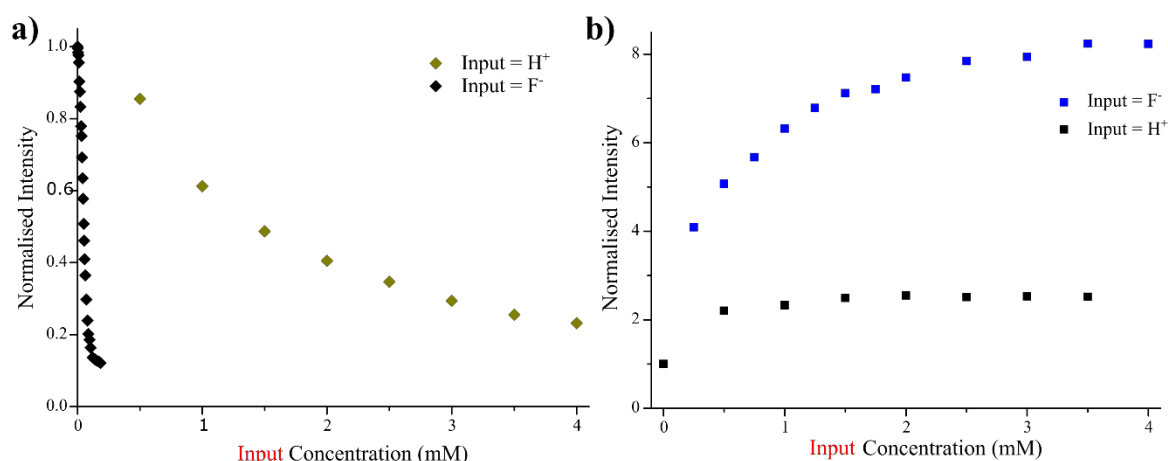 a)
Normalised Intensity
1.0
0.8
0.6
0.4
0.2
0.0
Input = H⁺
Input = F⁻
0
1
2
3
4
Input Concentration (mM)
b)
Normalised Intensity
8
6
4
2
0
Input = F⁻
Input = H⁺
0
1
2
3
4
Input Concentration (mM)